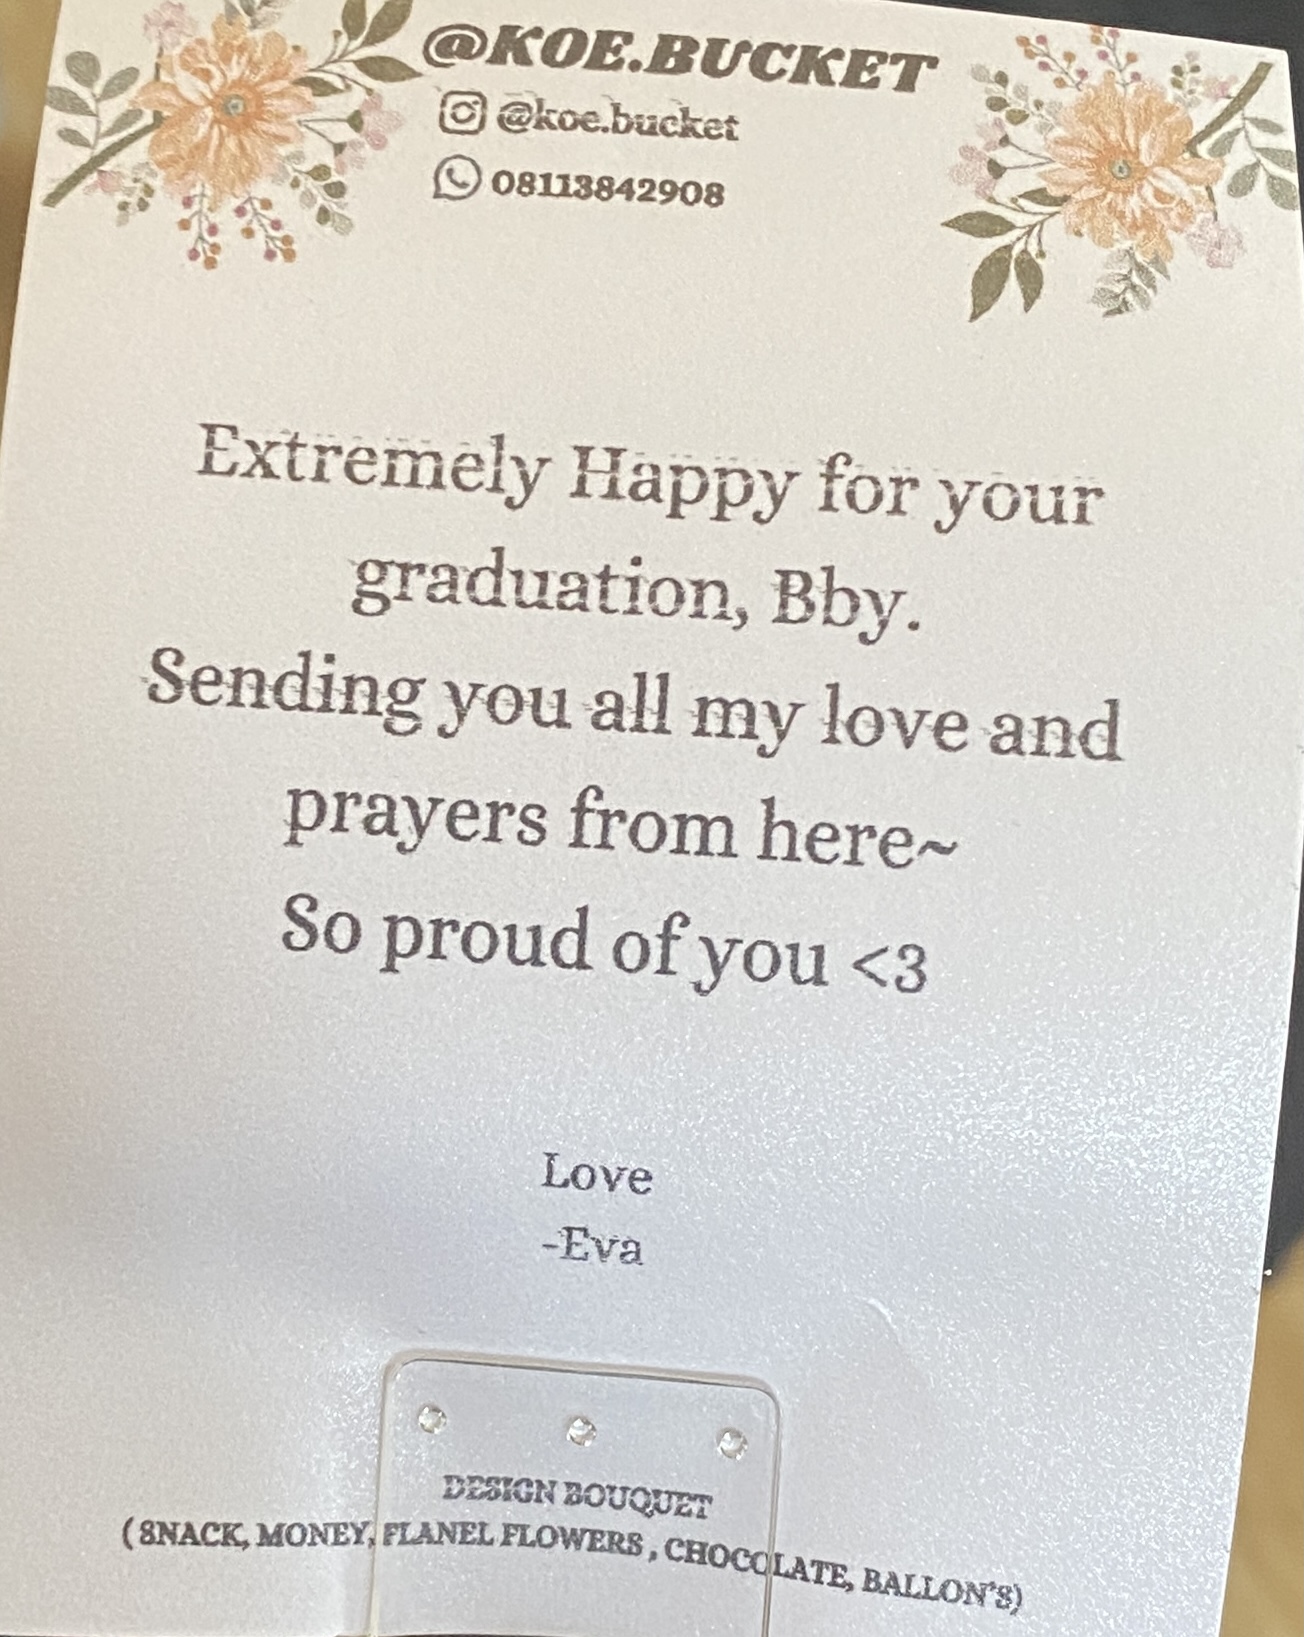 @KOE.BUCKET
@koe.bucket
08113842908
Extremely Happy for your
graduation, Bby.
Sending you all my love and
prayers from here~
So proud of you <3
Love
-Eva
DESIGN BOUQUET
( SNACK, MONEY, FLANEL FLOWERS , CHOCOLATE, BALLON'S)